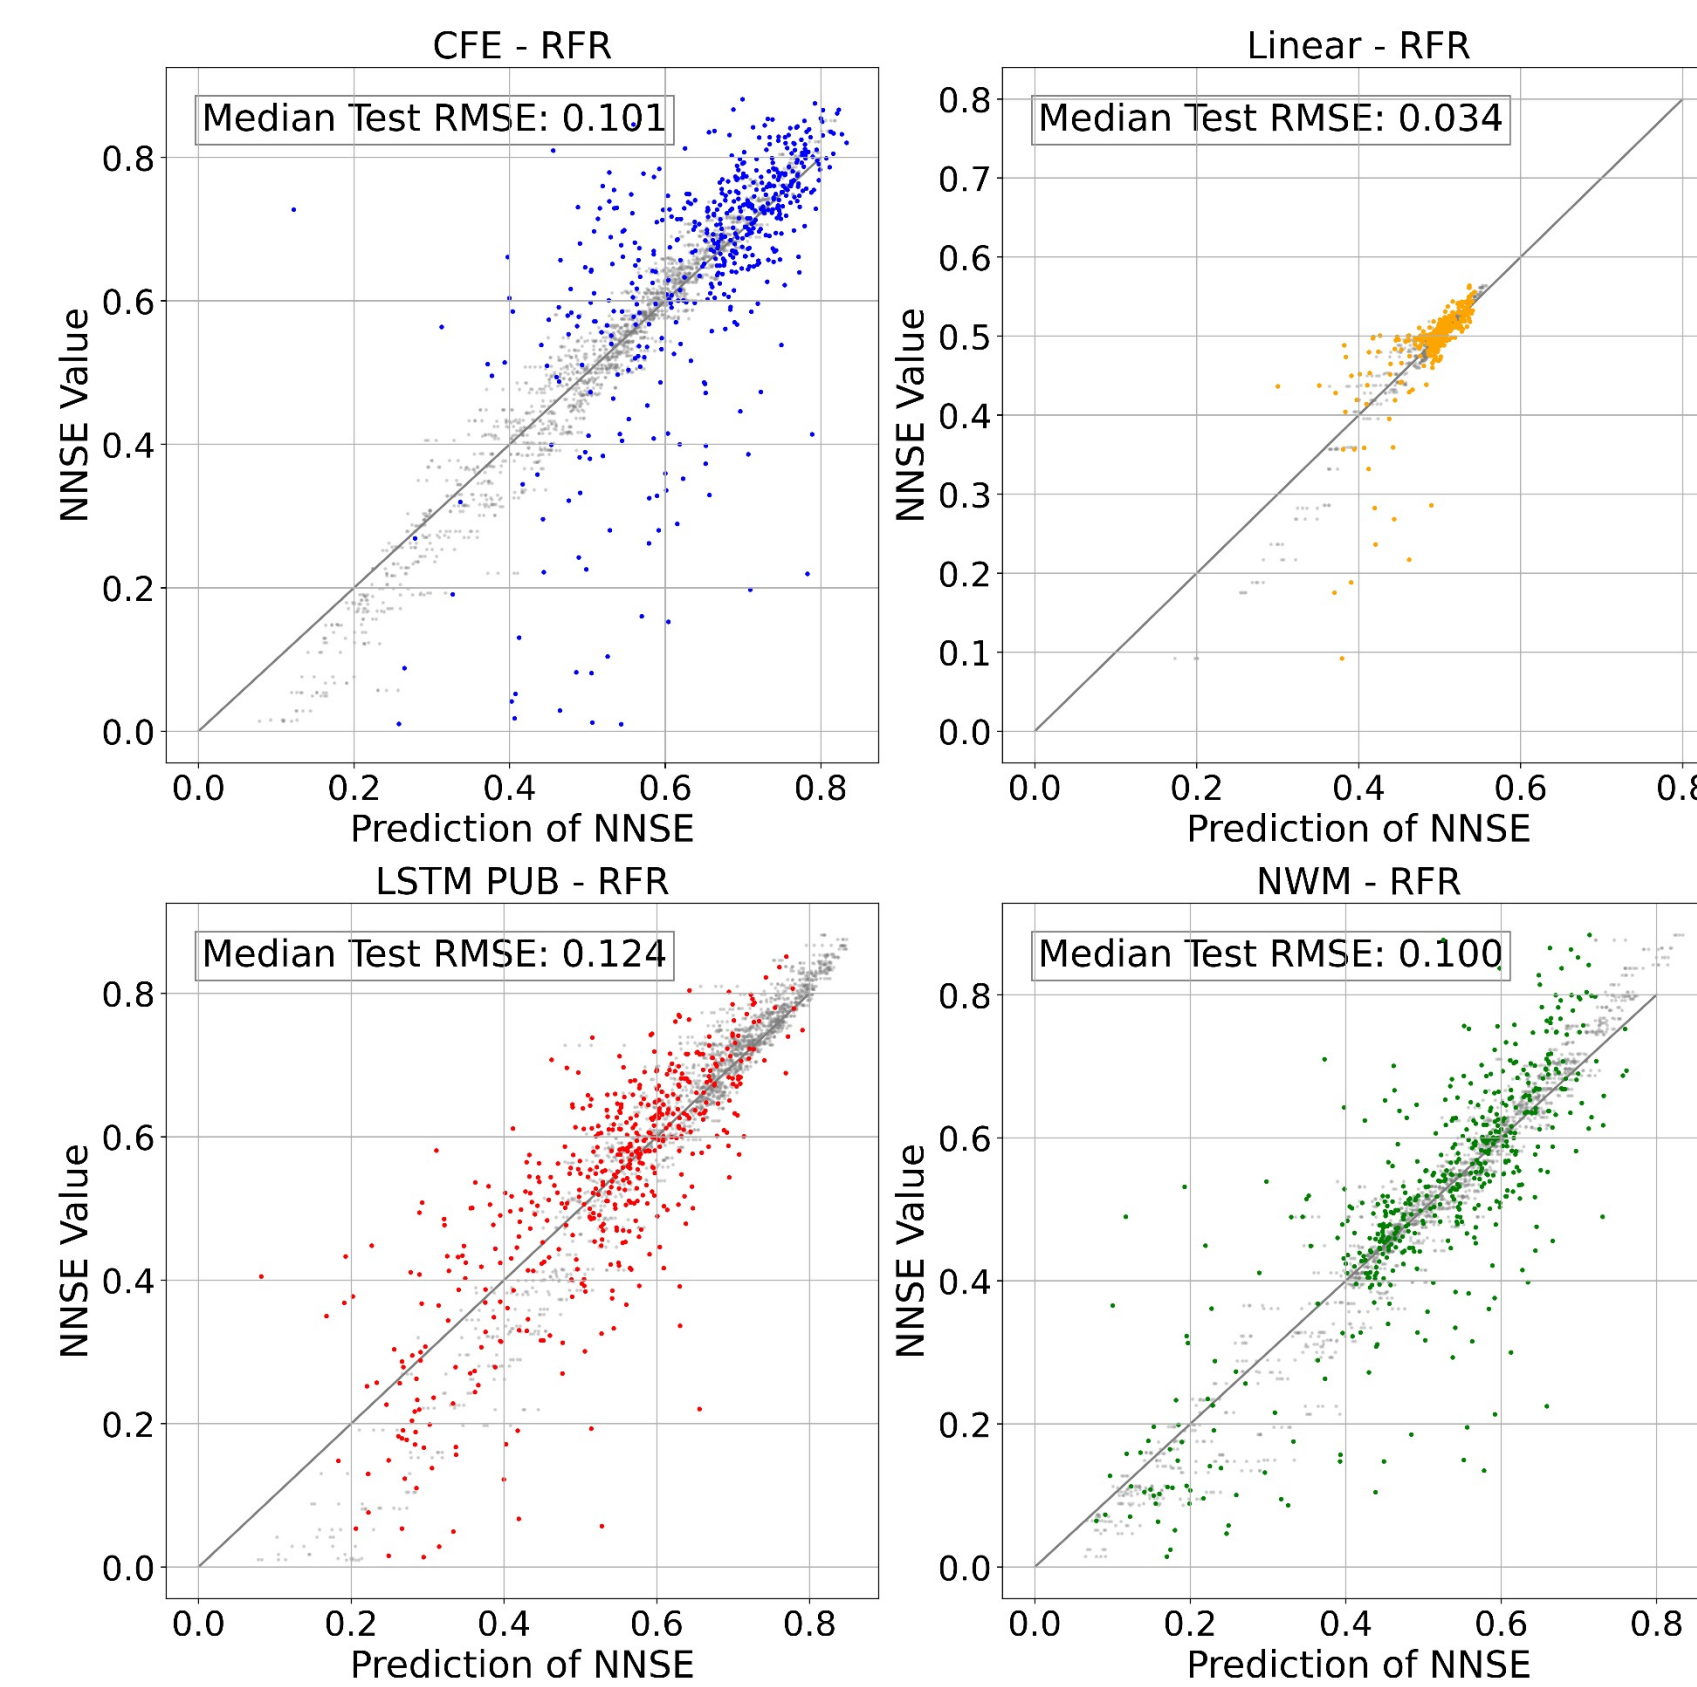 CFE - RFR
Median Test RMSE: 0.101
NNSE Value
0.8
0.6
0.4
0.2
0.0
0.0 0.2 0.4 0.6 0.8
Prediction of NNSE
Linear - RFR
Median Test RMSE: 0.034
NNSE Value
0.8
0.7
0.6
0.5
0.4
0.3
0.2
0.1
0.0
0.0 0.2 0.4 0.6 0.8
Prediction of NNSE
LSTM PUB - RFR
Median Test RMSE: 0.124
NNSE Value
0.8
0.6
0.4
0.2
0.0
0.0 0.2 0.4 0.6 0.8
Prediction of NNSE
NWM - RFR
Median Test RMSE: 0.100
NNSE Value
0.8
0.6
0.4
0.2
0.0
0.0 0.2 0.4 0.6 0.8
Prediction of NNSE